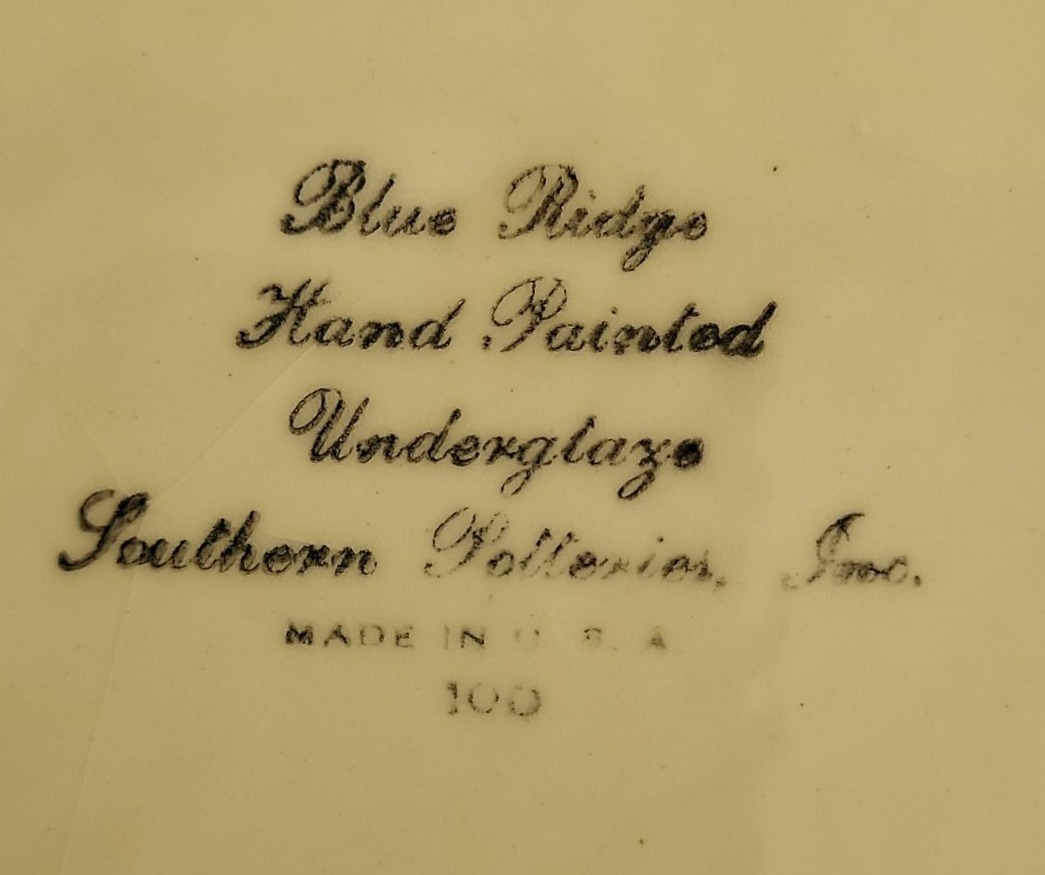 Blue Ridge
Hand Painted
Underglaze
Southern Potteries, Inc.
MADE IN U. S. A
100